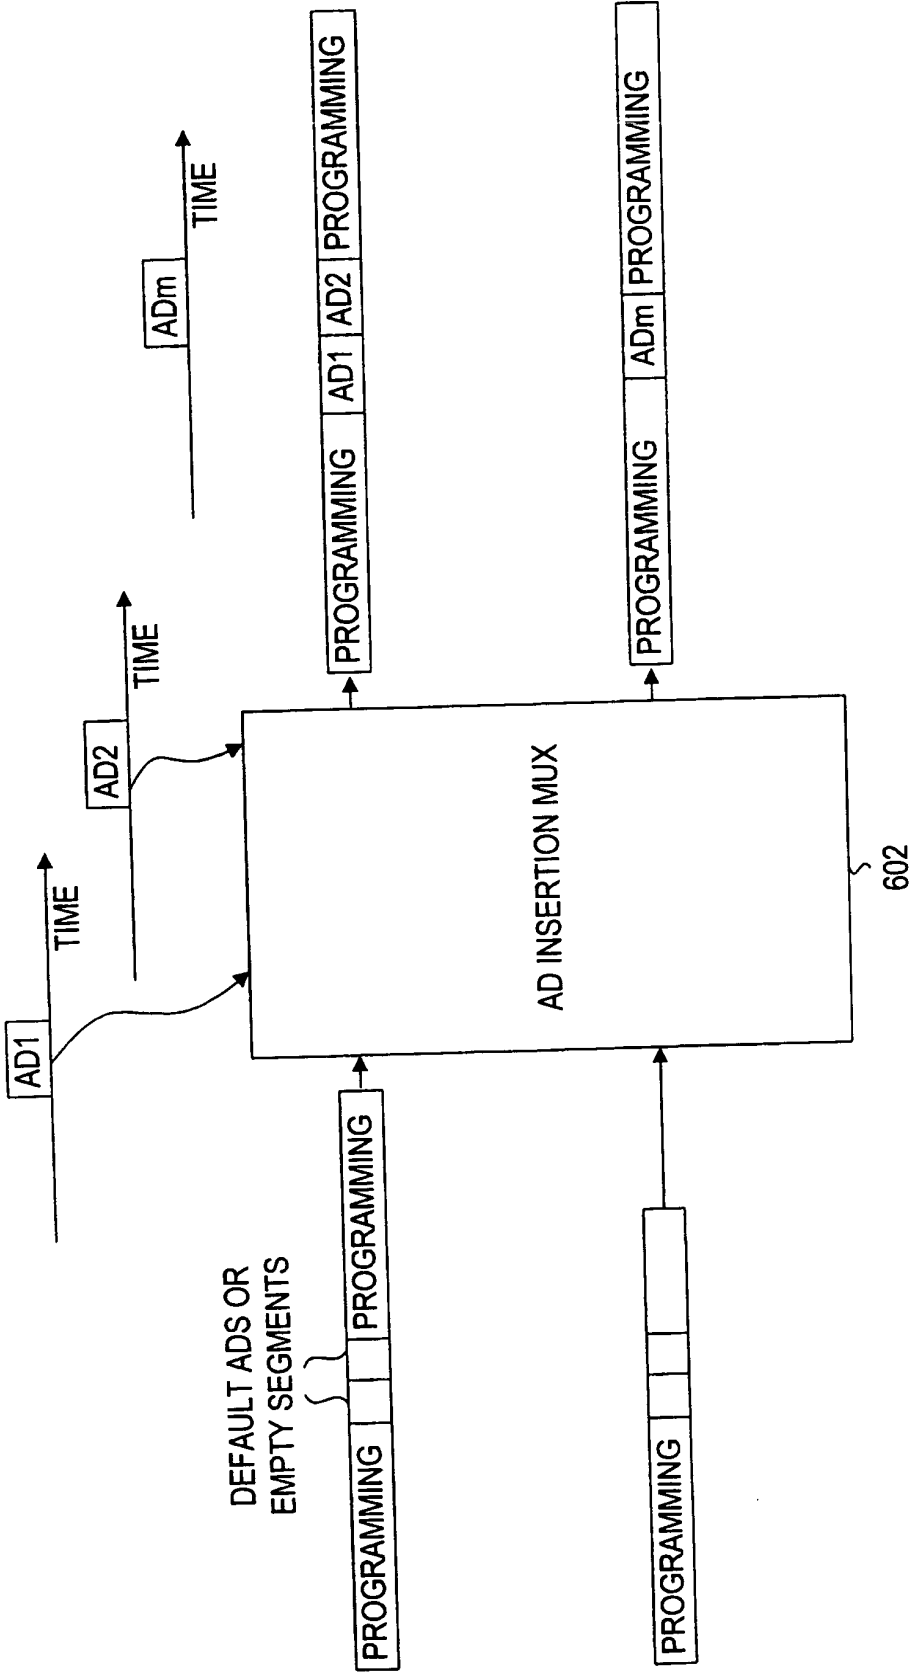 AD1
TIME
AD2
TIME
ADm
TIME
DEFAULT ADS OR
EMPTY SEGMENTS
PROGRAMMING
PROGRAMMING
AD INSERTION MUX
602
PROGRAMMING
AD1
AD2
PROGRAMMING
PROGRAMMING
PROGRAMMING
ADm
PROGRAMMING